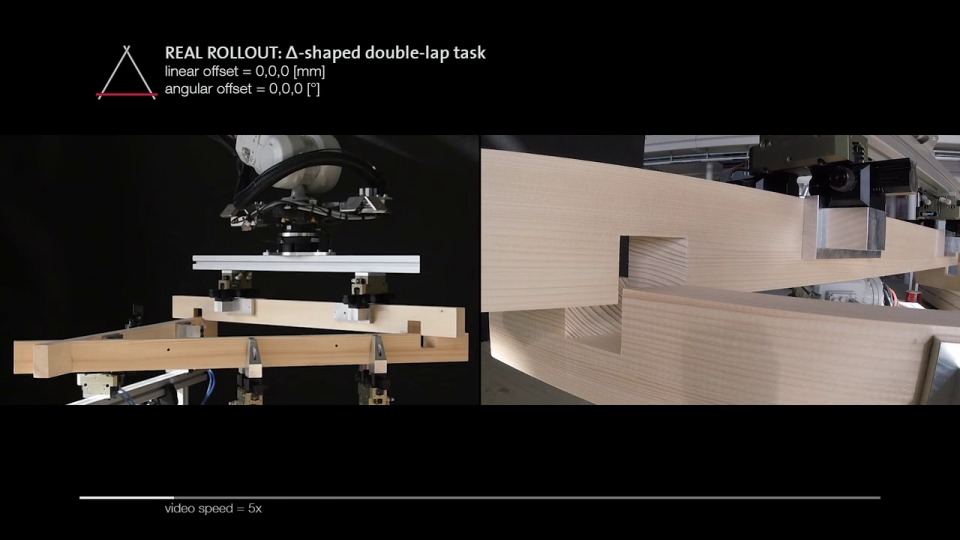 REAL ROLLOUT: Δ-shaped double-lap task
linear offset = 0,0,0 [mm]
angular offset = 0,0,0 [°]
video speed = 5x